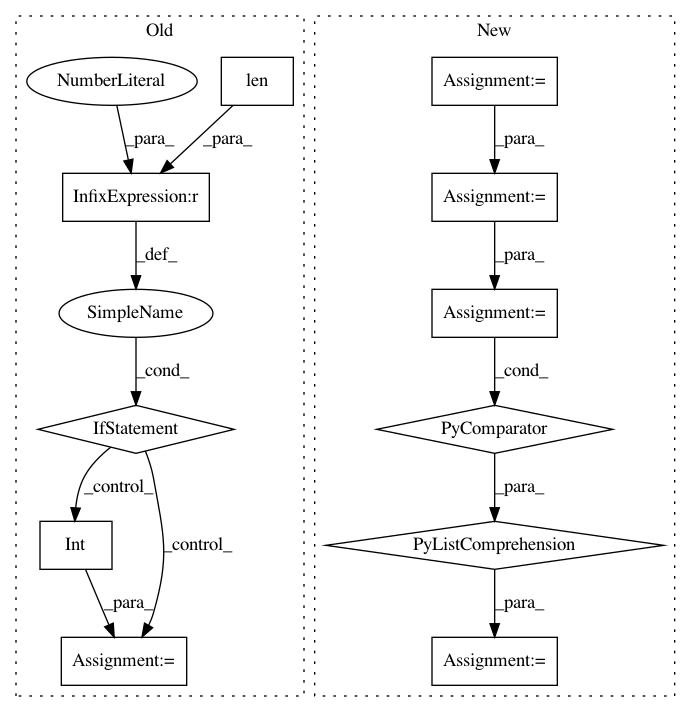 Old
New
NumberLiteral
len
Assignment:=
_para_
_para_
_para_
InfixExpression:r
Assignment:=
_def_
_para_
SimpleName
Assignment:=
_cond_
_cond_
IfStatement
PyComparator
_control_
_para_
Int
_control_
PyListComprehension
_para_
_para_
Assignment:=
Assignment:=